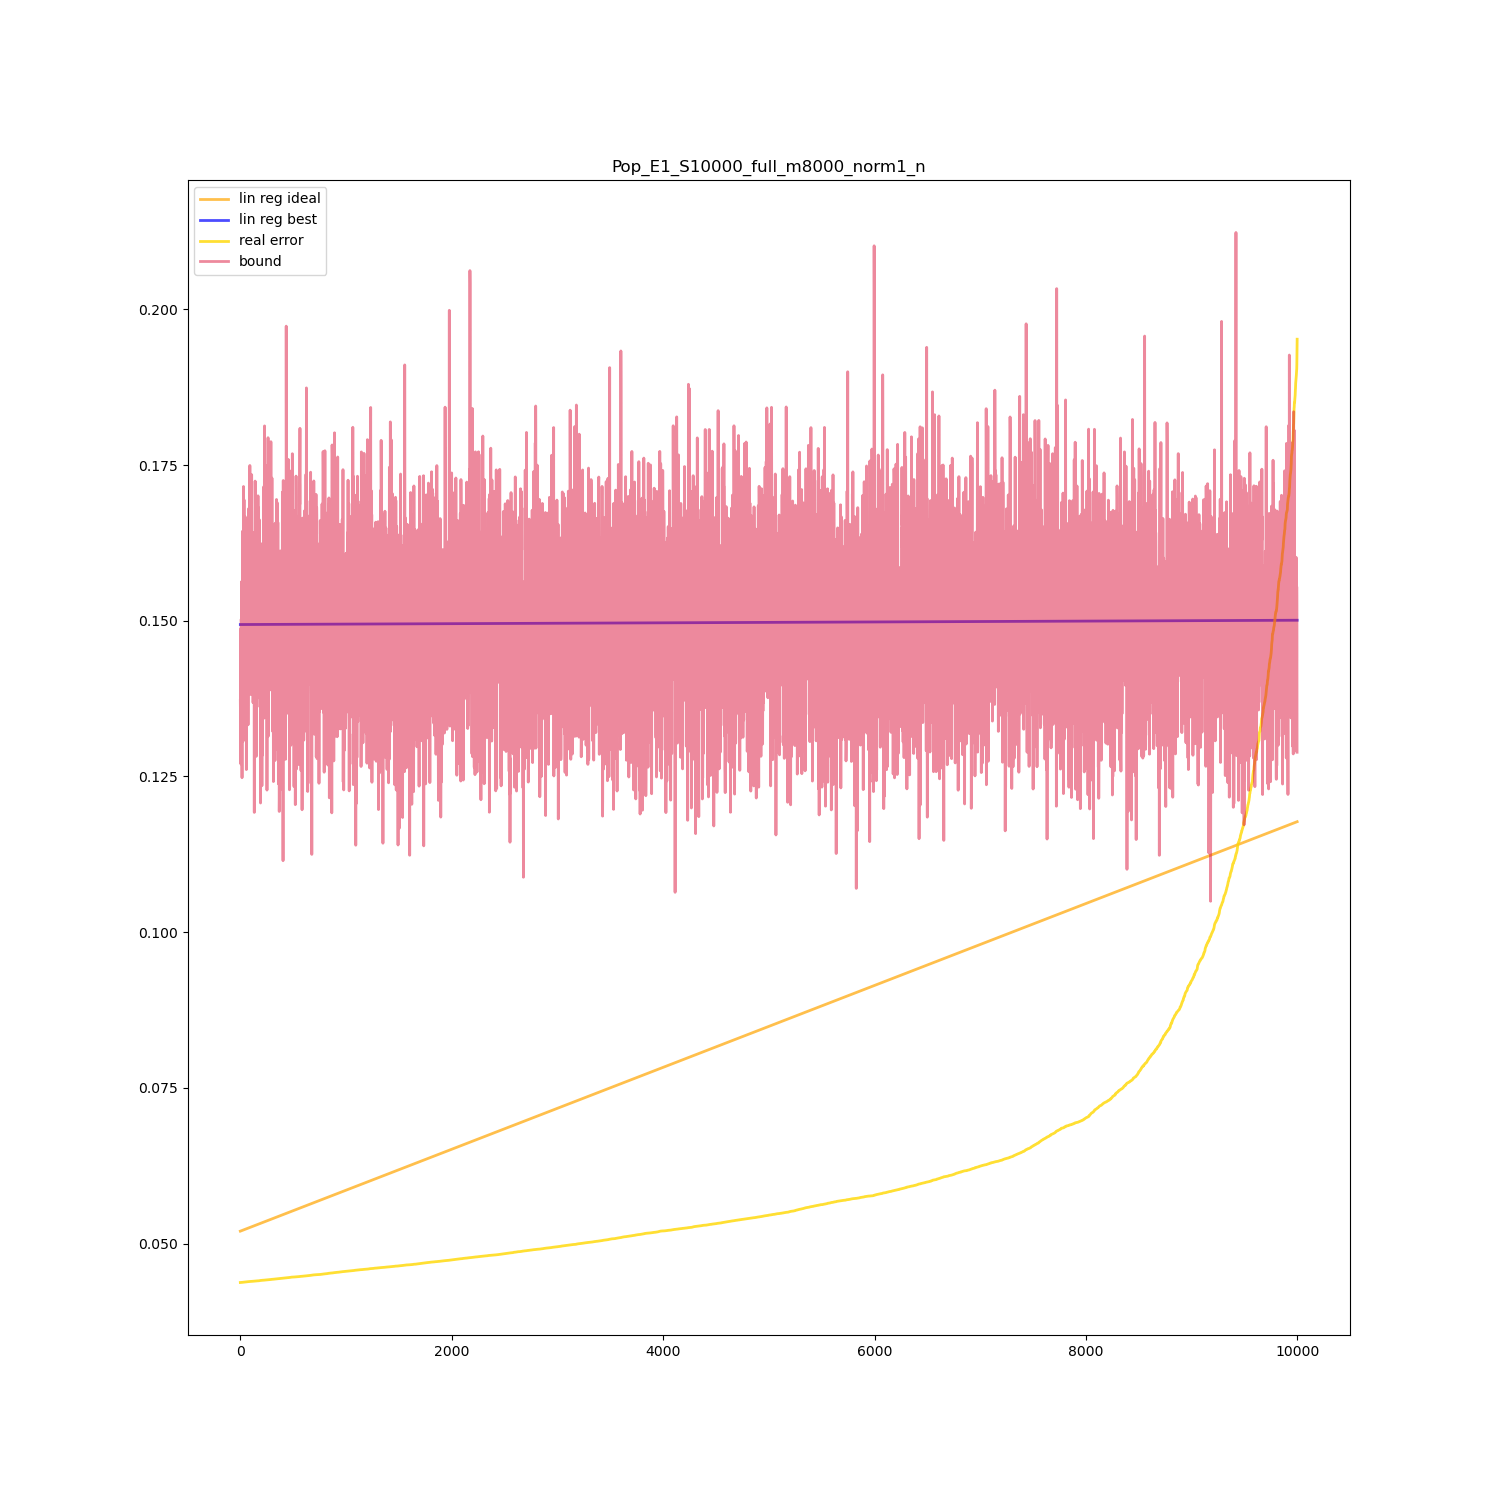 Pop_E1_S10000_full_m8000_norm1_n
lin reg ideal
lin reg best
real error
bound
0.200
0.175
0.150
0.125
0.100
0.075
0.050
0 2000 4000 6000 8000 10000